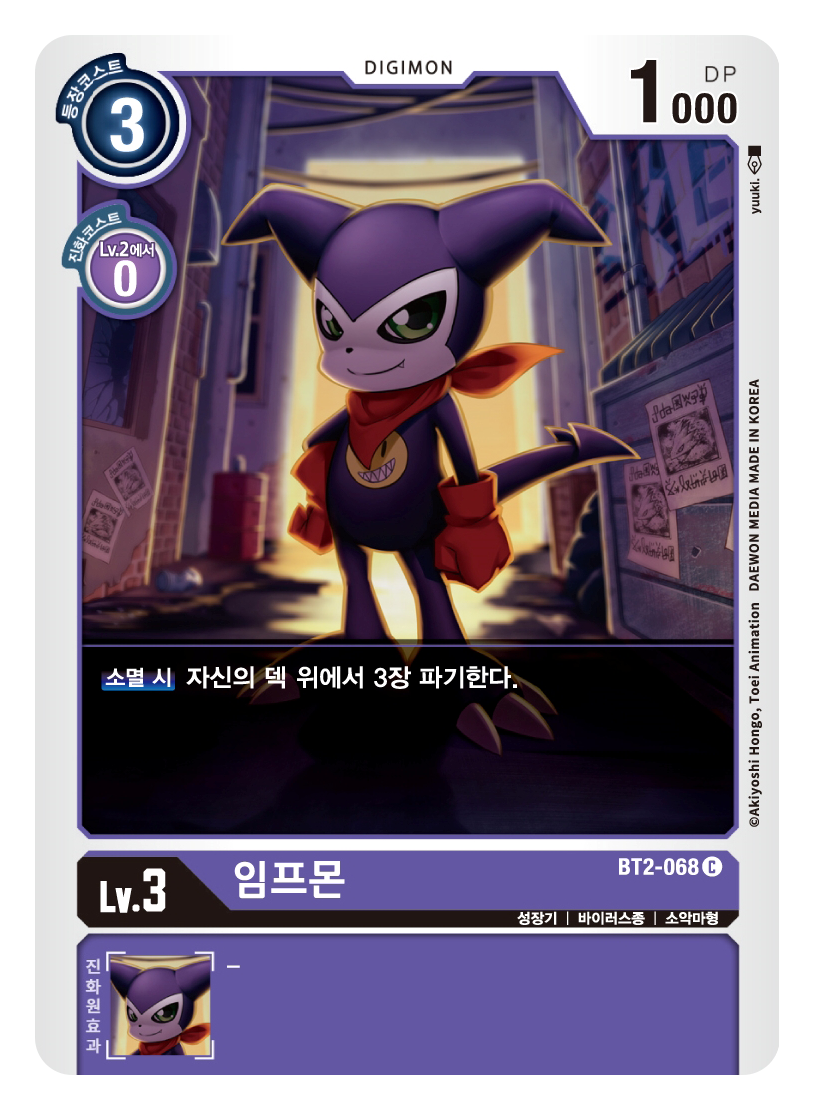 DIGIMON
등장코스트
3
1000
DP
진화코스트
Lv.2에서
0
yuuki.
소멸 시 자신의 덱 위에서 3장 파기한다.
©Akiyoshi Hongo, Toei Animation DAEWON MEDIA MADE IN KOREA
Lv.3
임프몬
BT2-068 C
성장기 | 바이러스종 | 소악마형
진화원효과
–